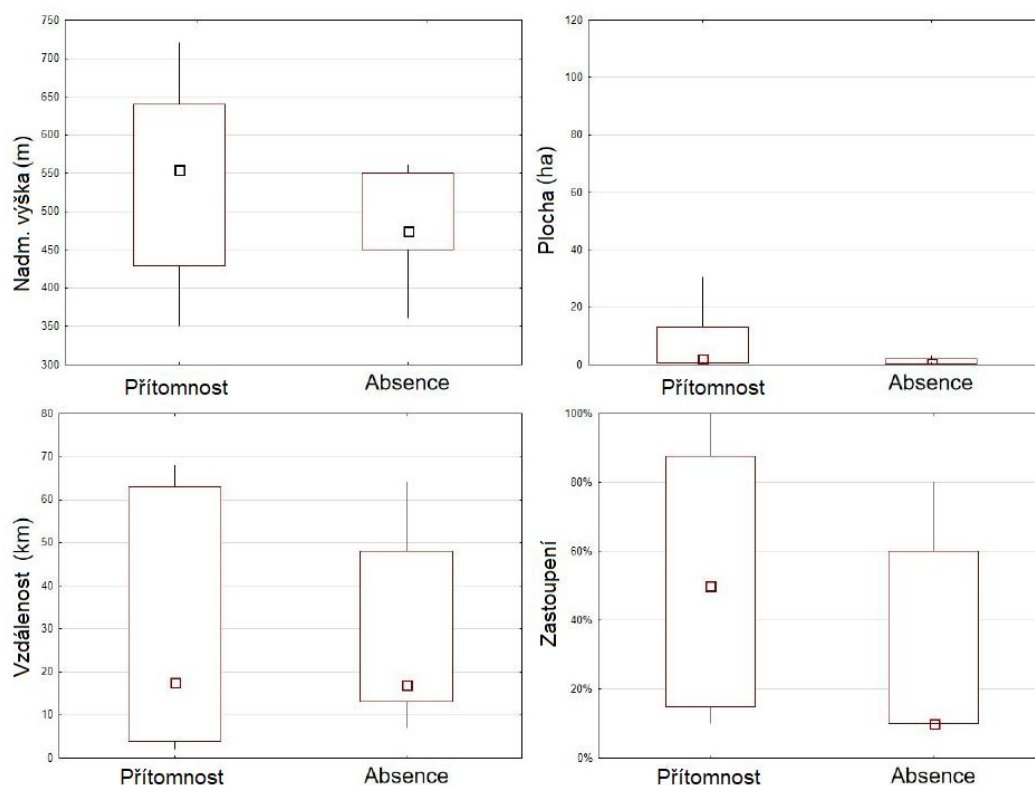 Nadm. výška (m)
750
700
650
600
550
500
450
400
350
300
Přítomnost
Absence
Plocha (ha)
120
100
80
60
40
20
0
Přítomnost
Absence
Vzdálenost (km)
80
70
60
50
40
30
20
10
0
Přítomnost
Absence
Zastoupení
100%
80%
60%
40%
20%
0%
Přítomnost
Absence